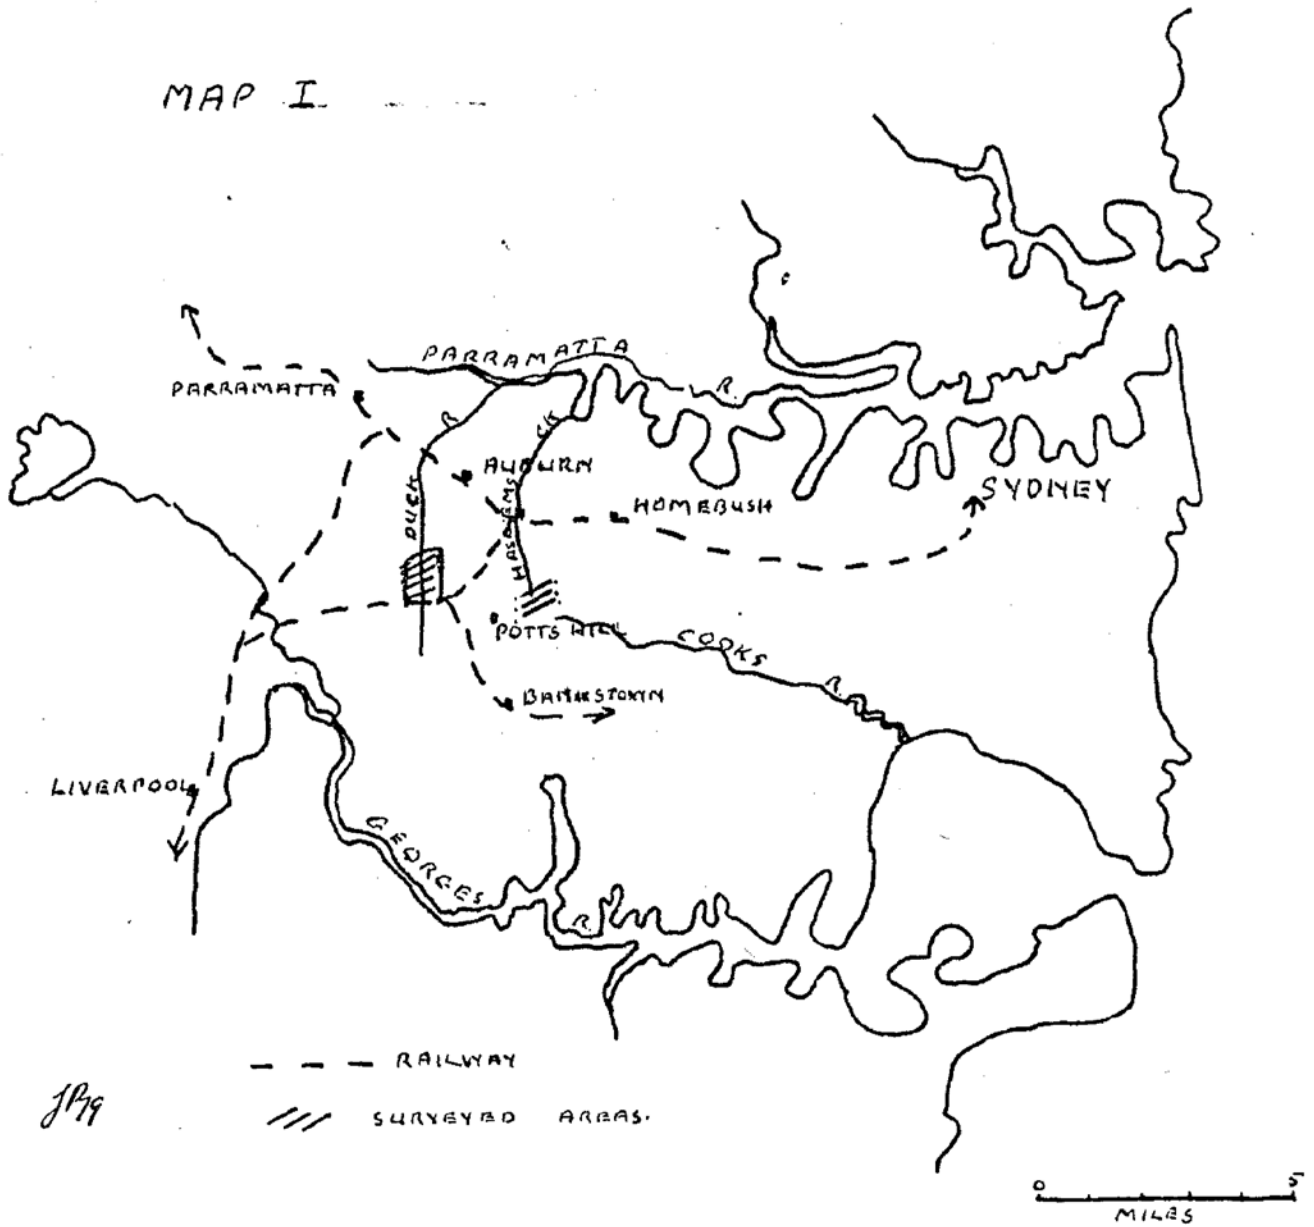 MAP I
PARRAMATTA R.
PARRAMATTA
DUCK R
HASLEMS CK
AUBURN
HOMEBUSH
SYDNEY
POTTS HILL
COOKS R.
BANKSTOWN
LIVERPOOL
GEORGES R.
RAILWAY
SURVEYED AREAS.
0 5
MILES